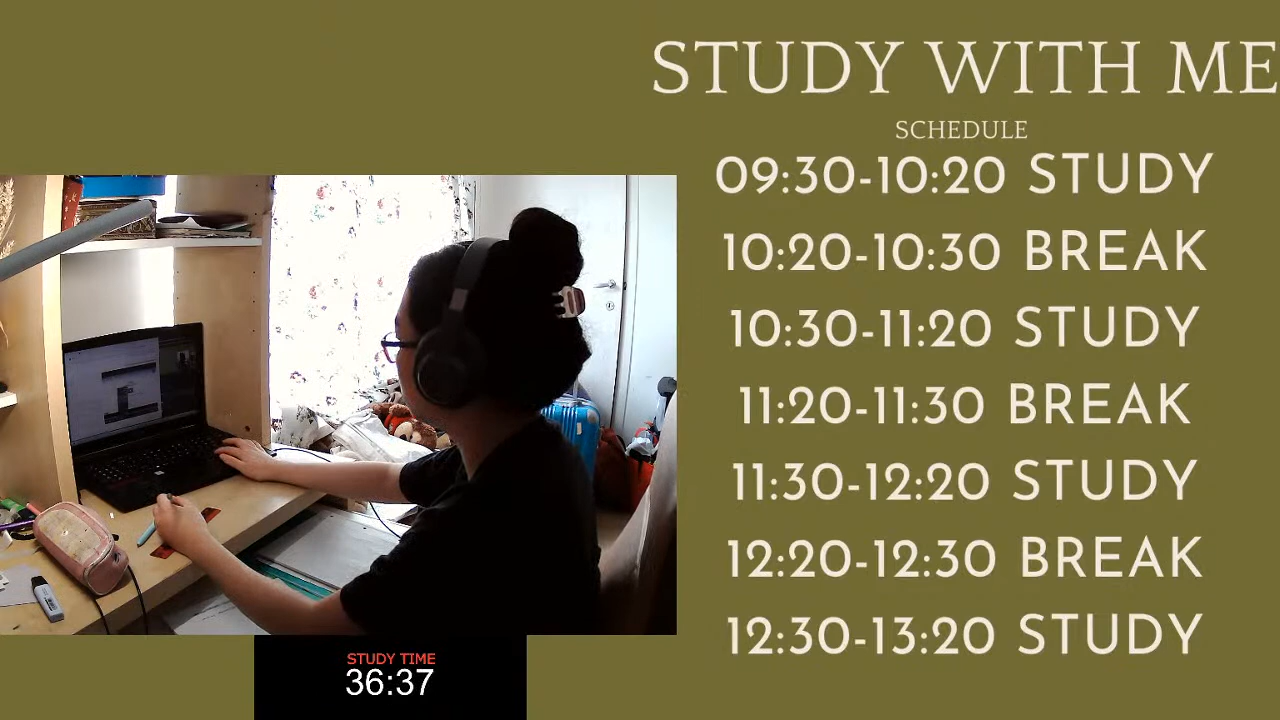 STUDY WITH ME
SCHEDULE
09:30-10:20 STUDY
10:20-10:30 BREAK
10:30-11:20 STUDY
11:20-11:30 BREAK
11:30-12:20 STUDY
12:20-12:30 BREAK
12:30-13:20 STUDY
STUDY TIME
36:37